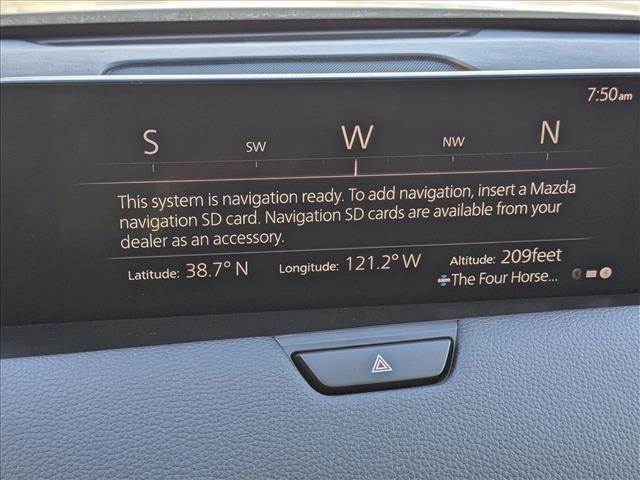 7:50am
S SW W NW N
This system is navigation ready. To add navigation, insert a Mazda
navigation SD card. Navigation SD cards are available from your
dealer as an accessory.
Latitude: 38.7° N Longitude: 121.2° W Altitude: 209feet
The Four Horse...